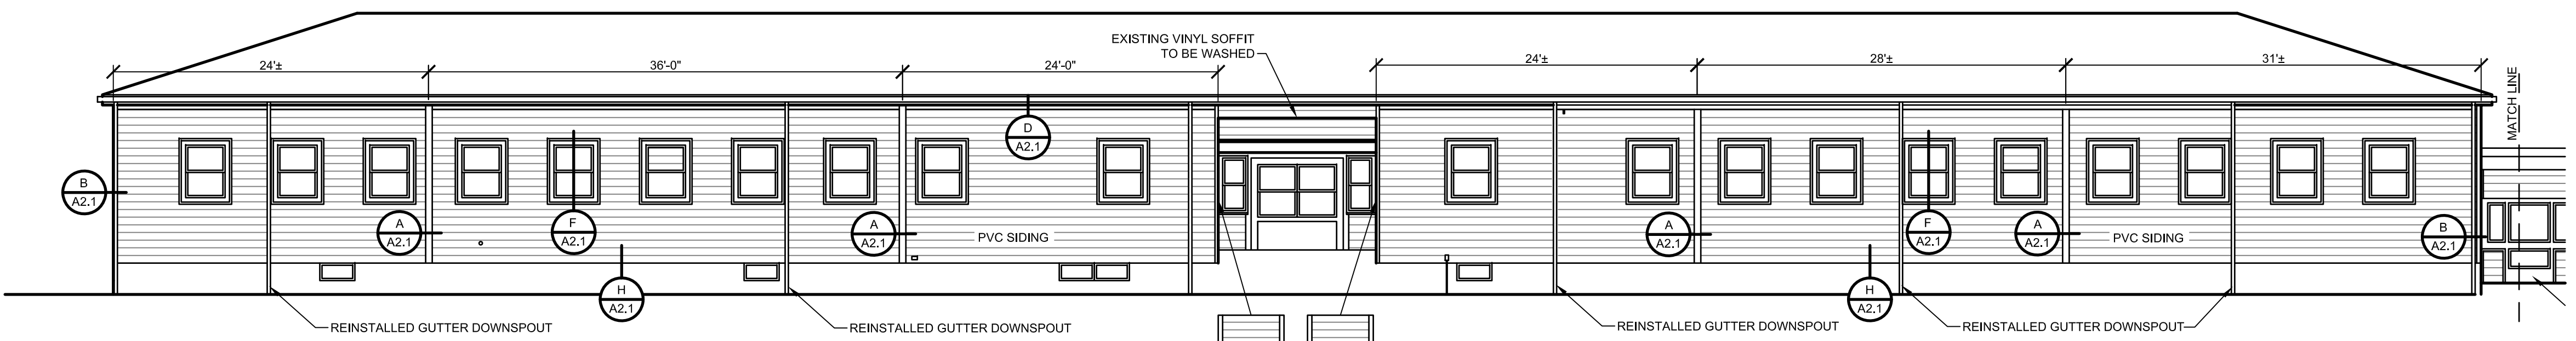 EXISTING VINYL SOFFIT
TO BE WASHED
24'±
36'-0"
24'-0"
24'±
28'±
31'±
MATCH LINE
D
A2.1
B
A2.1
A
A2.1
F
A2.1
A
A2.1
PVC SIDING
A
A2.1
F
A2.1
A
A2.1
PVC SIDING
B
A2.1
H
A2.1
H
A2.1
REINSTALLED GUTTER DOWNSPOUT
REINSTALLED GUTTER DOWNSPOUT
REINSTALLED GUTTER DOWNSPOUT
REINSTALLED GUTTER DOWNSPOUT